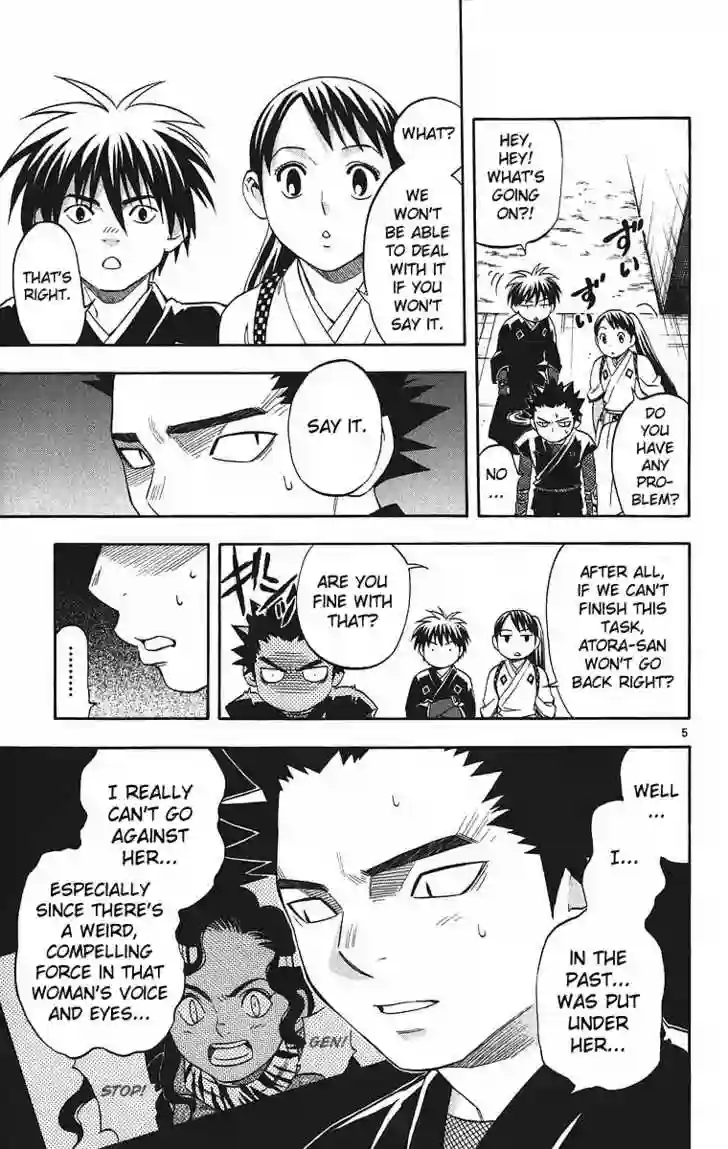 HEY,
HEY!
WHAT'S
GOING
ON?!
ずい
ずい
DO
YOU
HAVE
ANY
PRO-
BLEM?
NO
...
WHAT?
WE
WON'T
BE ABLE
TO DEAL
WITH IT
IF YOU
WON'T
SAY IT.
THAT'S
RIGHT.
SAY IT.
AFTER ALL,
IF WE CAN'T
FINISH THIS
TASK,
ATORA-SAN
WON'T GO
BACK RIGHT?
ARE YOU
FINE WITH
THAT?
.........
5
WELL
...
I...
IN THE
PAST...
WAS PUT
UNDER
HER...
I REALLY
CAN'T GO
AGAINST
HER...
ESPECIALLY
SINCE THERE'S
A WEIRD,
COMPELLING
FORCE IN THAT
WOMAN'S VOICE
AND EYES...
GEN!
STOP!